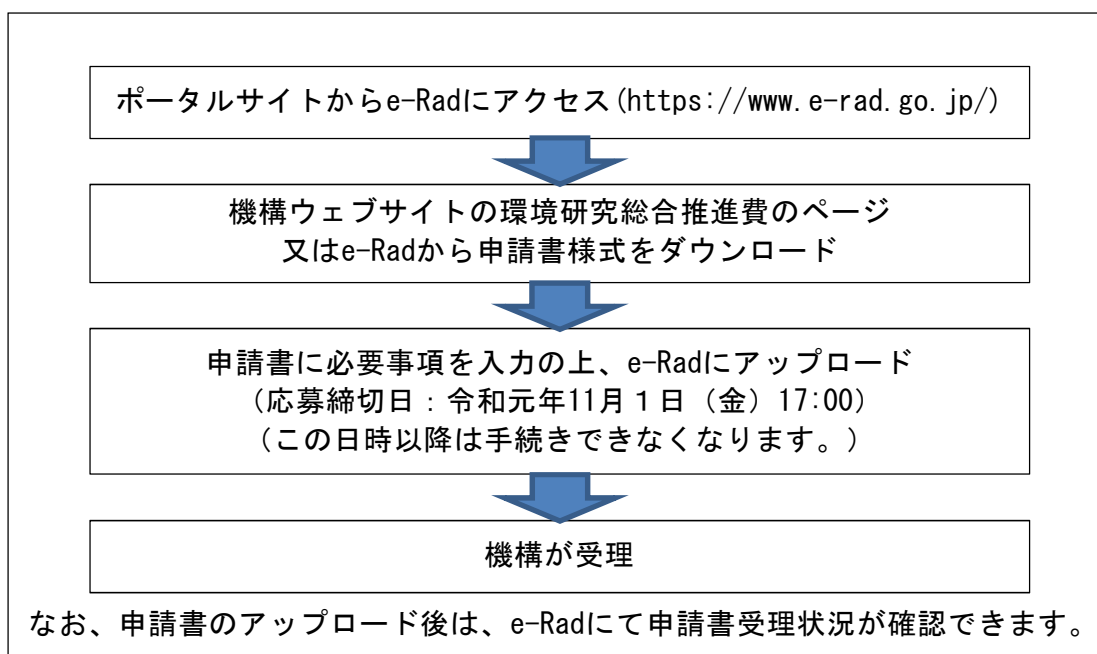 ポータルサイトからe-Radにアクセス(https://www.e-rad.go.jp/)
機構ウェブサイトの環境研究総合推進費のページ
又はe-Radから申請書様式をダウンロード
申請書に必要事項を入力の上、e-Radにアップロード
（応募締切日：令和元年11月１日（金）17:00）
（この日時以降は手続きできなくなります。）
機構が受理
なお、申請書のアップロード後は、e-Radにて申請書受理状況が確認できます。